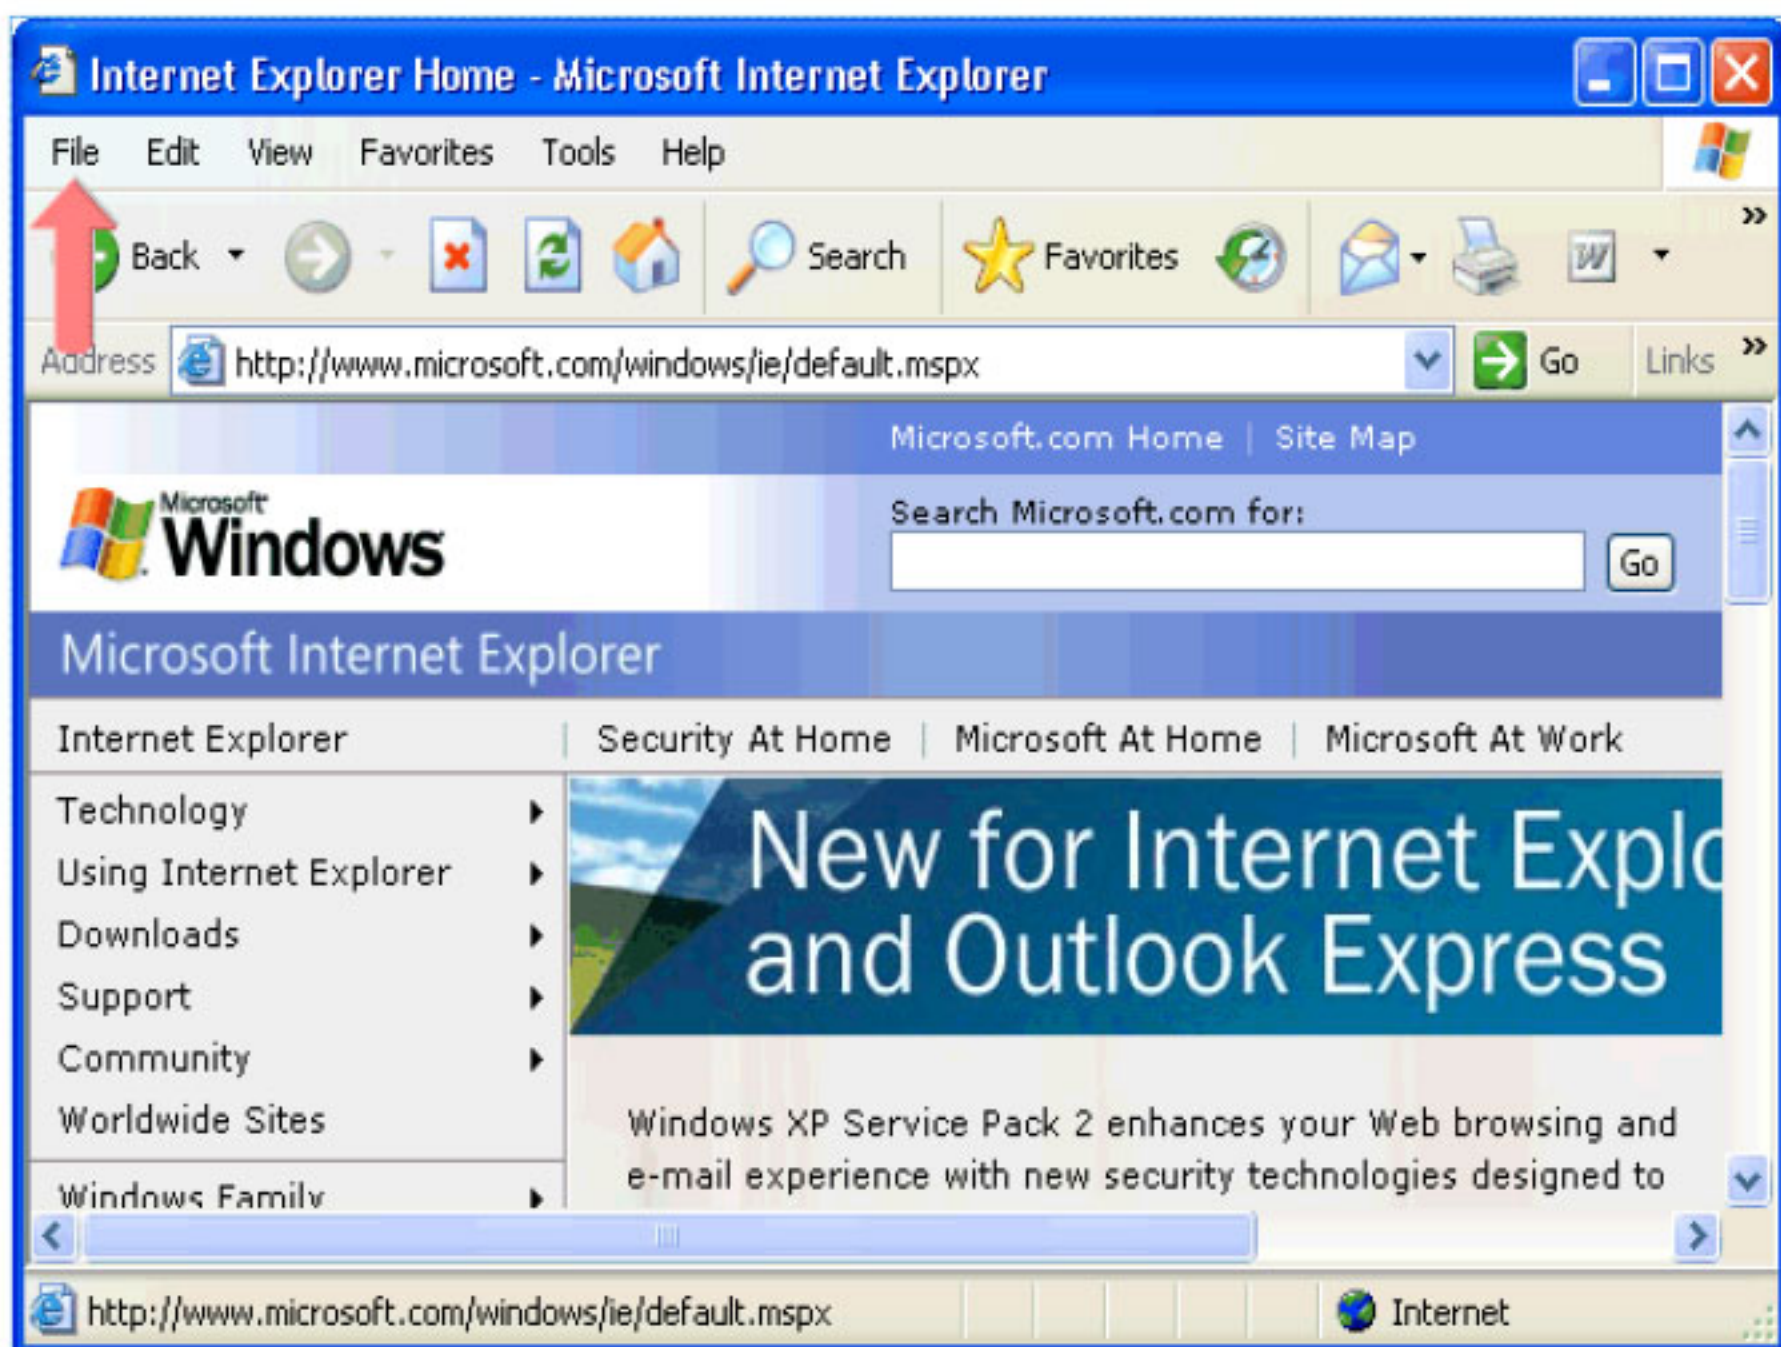 Internet Explorer Home - Microsoft Internet Explorer
File Edit View Favorites Tools Help
Back Search Favorites W
Address http://www.microsoft.com/windows/ie/default.mspx Go Links
Microsoft.com Home | Site Map
Microsoft Windows
Search Microsoft.com for:
Go
Microsoft Internet Explorer
Internet Explorer | Security At Home | Microsoft At Home | Microsoft At Work
Technology
Using Internet Explorer
Downloads
Support
Community
Worldwide Sites
Windows Family
New for Internet Explo
and Outlook Express
Windows XP Service Pack 2 enhances your Web browsing and
e-mail experience with new security technologies designed to
http://www.microsoft.com/windows/ie/default.mspx Internet